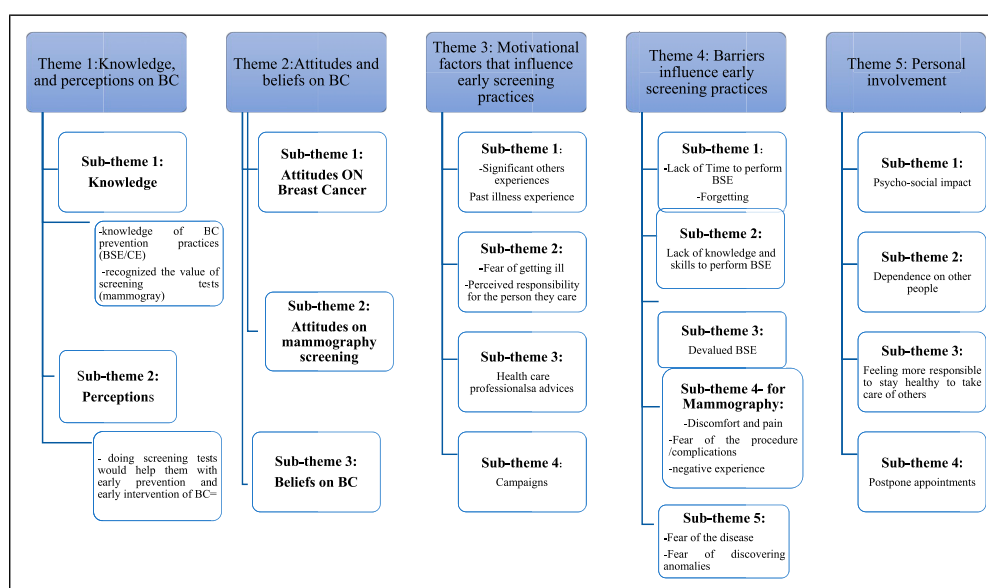 Theme 1:Knowledge,
and perceptions on BC
Sub-theme 1:
Knowledge
-knowledge of BC
prevention practices
(BSE/CE)
-recognized the value of
screening tests
(mammogray)
Sub-theme 2:
Perceptions
- doing screening tests
would help them with
early prevention and
early intervention of BC=
Theme 2:Attitudes and
beliefs on BC
Sub-theme 1:
Attitudes ON
Breast Cancer
Sub-theme 2:
Attitudes on
mammography
screening
Sub-theme 3:
Beliefs on BC
Theme 3: Motivational
factors that influence
early screening
practices
Sub-theme 1:
-Significant others
experiences
Past illness experience
Sub-theme 2:
-Fear of getting ill
-Perceived responsibility
for the person they care
Sub-theme 3:
Health care
professionalsa advices
Sub-theme 4:
Campaigns
Theme 4: Barriers
influence early
screening practices
Sub-theme 1:
-Lack of Time to perform
BSE
-Forgetting
Sub-theme 2:
Lack of knowledge and
skills to perform BSE
Sub-theme 3:
Devalued BSE
Sub-theme 4- for
Mammography:
-Discomfort and pain
-Fear of the procedure
/complications
-negative experience
Sub-theme 5:
-Fear of the disease
-Fear of discovering
anomalies
Theme 5: Personal
involvement
Sub-theme 1:
Psycho-social impact
Sub-theme 2:
Dependence on other
people
Sub-theme 3:
Feeling more responsible
to stay healthy to take
care of others
Sub-theme 4:
Postpone appointments